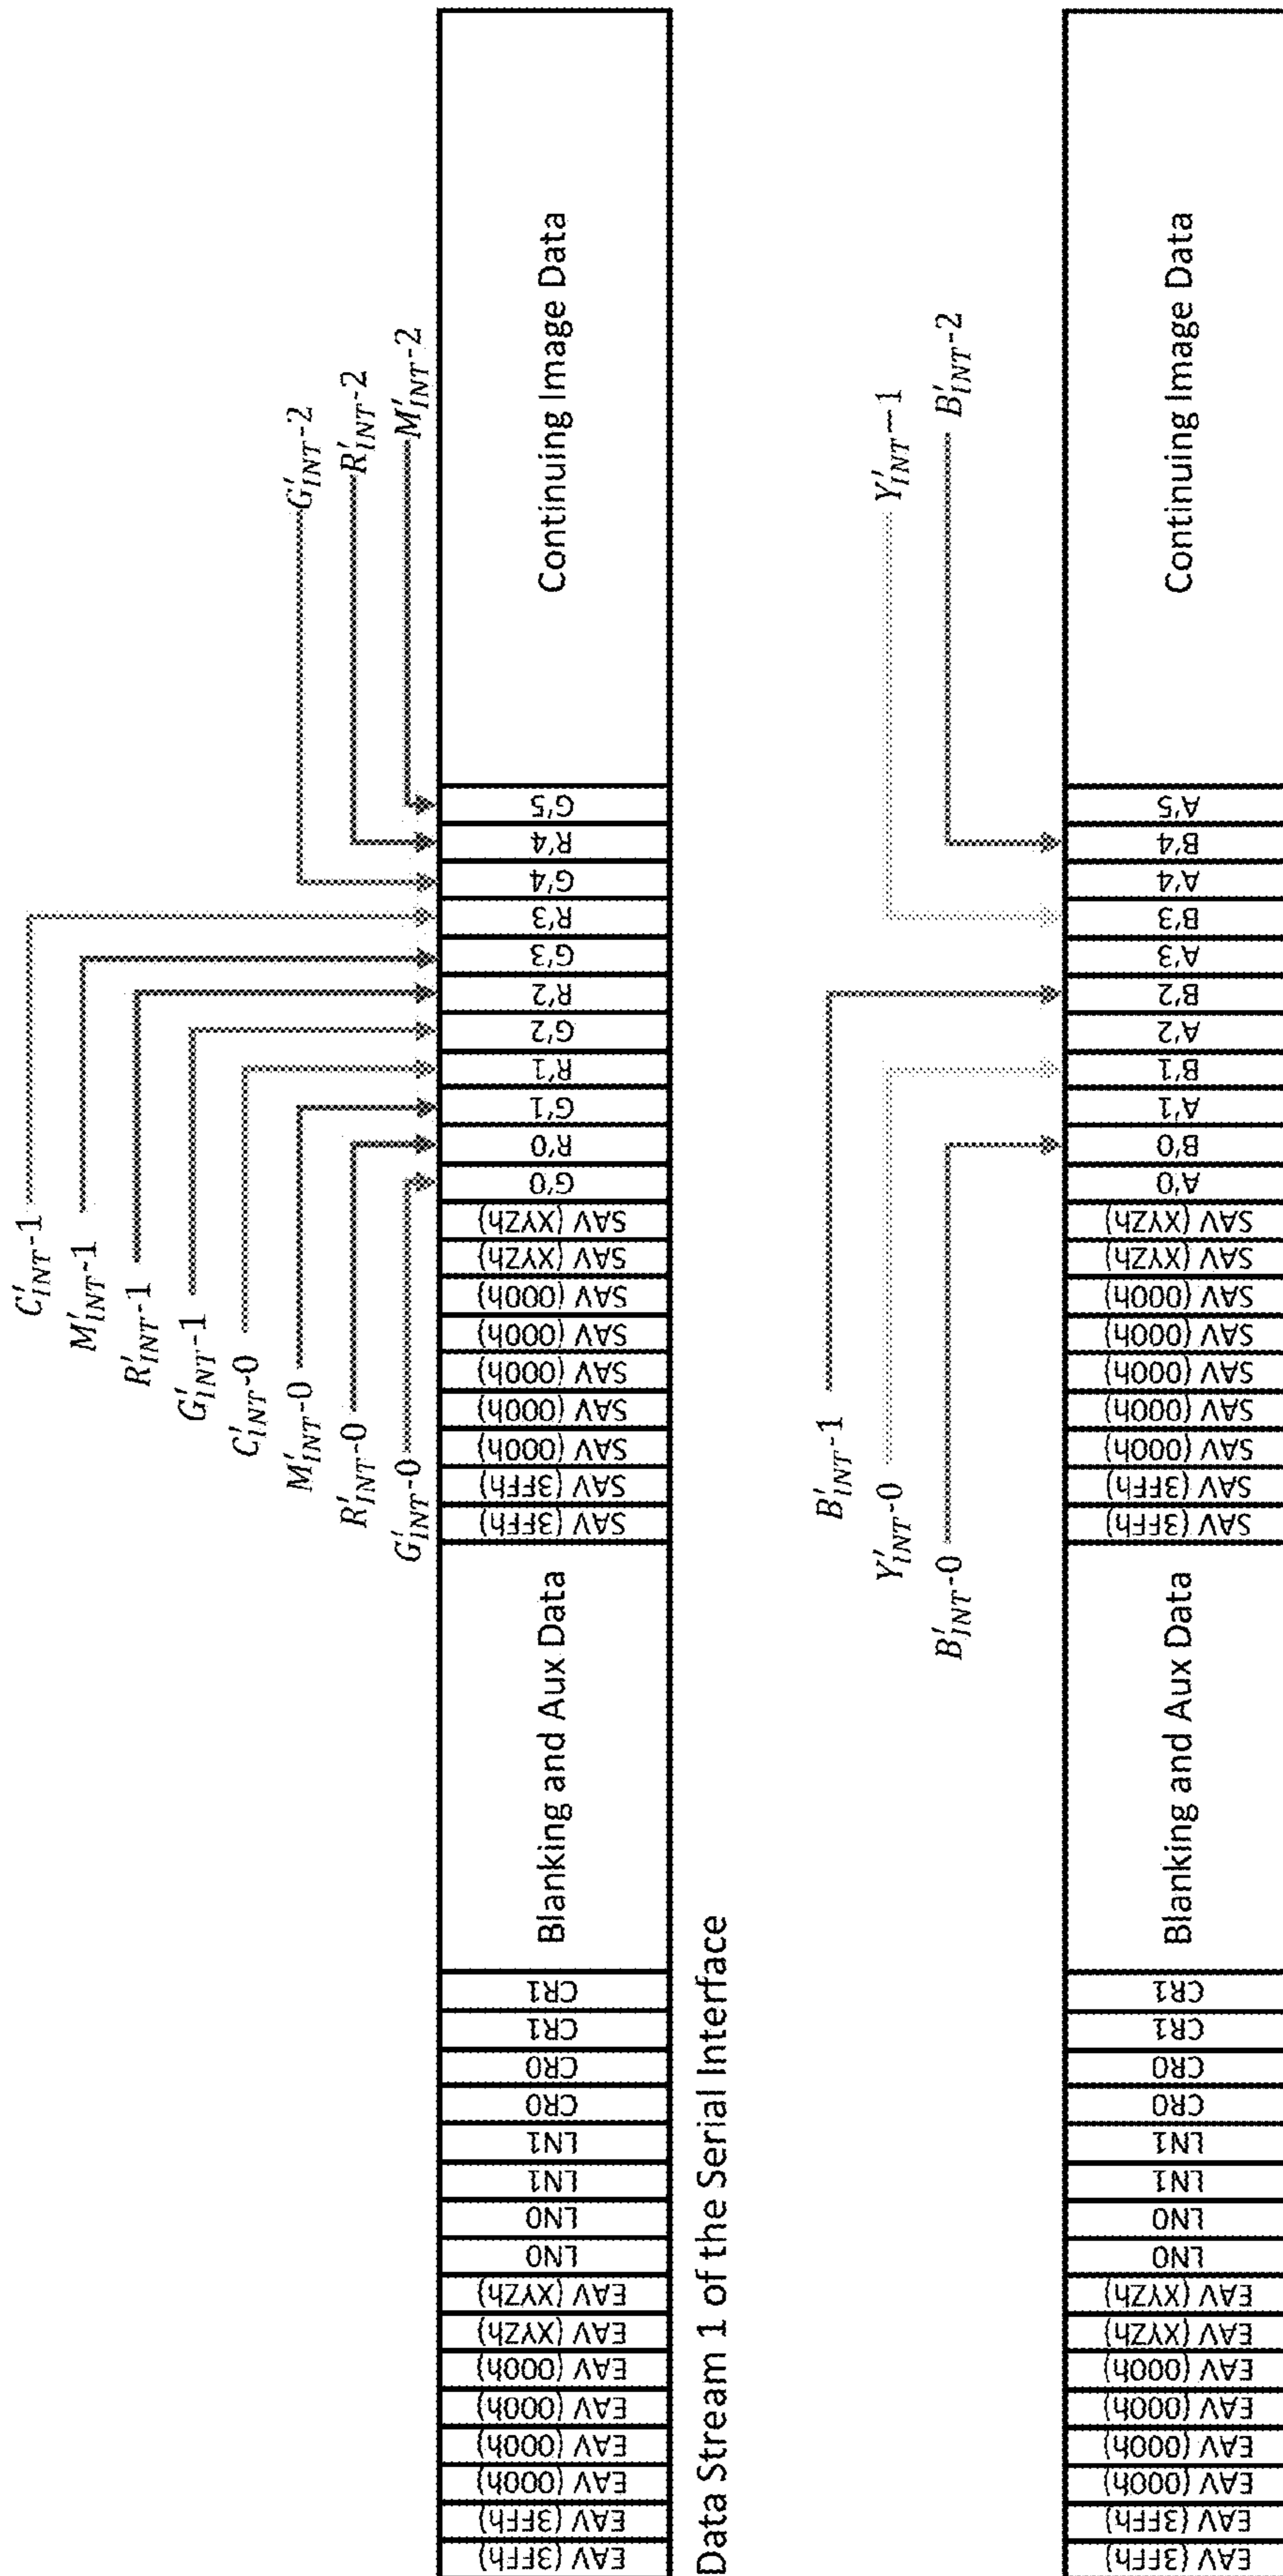 C'INT-1
M'INT-1
R'INT-1
G'INT-1
C'INT-0
M'INT-0
G'INT-2
R'INT-0
R'INT-2
G'INT-0
M'INT-2
EAV (3FFh)
EAV (3FFh)
EAV (000h)
EAV (000h)
EAV (000h)
EAV (000h)
EAV (XYZh)
EAV (XYZh)
LN0
LN0
LN1
LN1
CR0
CR0
CR1
CR1
Blanking and Aux Data
SAV (3FFh)
SAV (3FFh)
SAV (000h)
SAV (000h)
SAV (000h)
SAV (000h)
SAV (000h)
SAV (XYZh)
SAV (XYZh)
G'0
R'0
G'1
R'1
G'2
R'2
G'3
R'3
G'4
R'4
G'5
Continuing Image Data
Data Stream 1 of the Serial Interface
B'INT-1
Y'INT-0
Y'INT—1
B'INT-0
B'INT-2
EAV (3FFh)
EAV (3FFh)
EAV (000h)
EAV (000h)
EAV (000h)
EAV (000h)
EAV (XYZh)
EAV (XYZh)
LN0
LN0
LN1
LN1
CR0
CR0
CR1
CR1
Blanking and Aux Data
SAV (3FFh)
SAV (3FFh)
SAV (000h)
SAV (000h)
SAV (000h)
SAV (000h)
SAV (000h)
SAV (XYZh)
SAV (XYZh)
A'0
B'0
A'1
B'1
A'2
B'2
A'3
B'3
A'4
B'4
A'5
Continuing Image Data